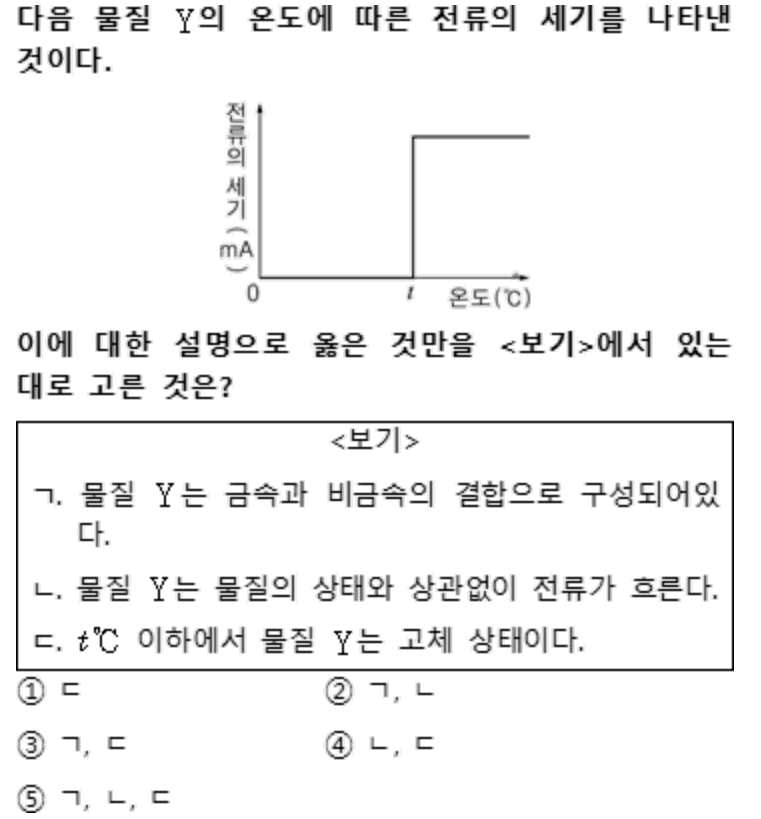 다음 물질 Y의 온도에 따른 전류의 세기를 나타낸
것이다.
전류의 세기(mA)
0
t
온도(℃)
이에 대한 설명으로 옳은 것만을 <보기>에서 있는
대로 고른 것은?
<보기>
ㄱ. 물질 Y는 금속과 비금속의 결합으로 구성되어있
다.
ㄴ. 물질 Y는 물질의 상태와 상관없이 전류가 흐른다.
ㄷ. t℃ 이하에서 물질 Y는 고체 상태이다.
① ㄷ ② ㄱ, ㄴ
③ ㄱ, ㄷ ④ ㄴ, ㄷ
⑤ ㄱ, ㄴ, ㄷ